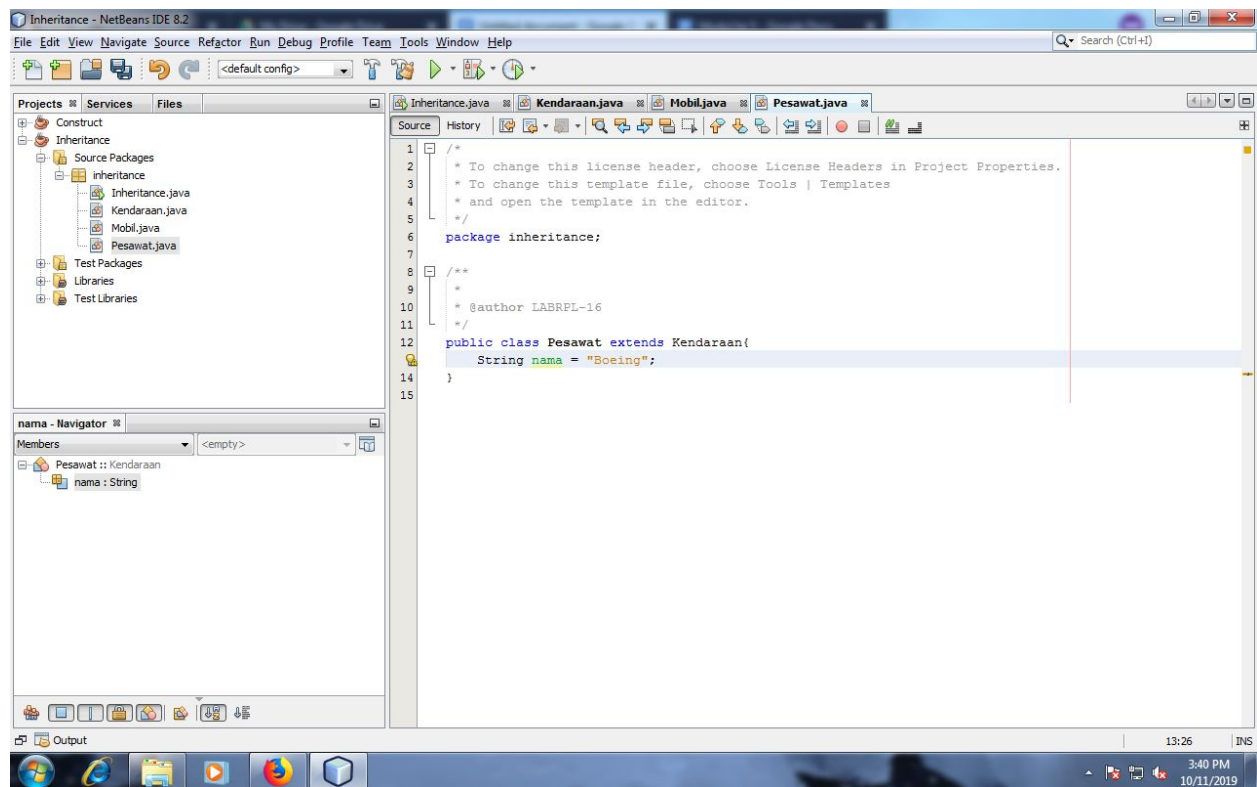 Inheritance - NetBeans IDE 8.2
File Edit View Navigate Source Refactor Run Debug Profile Team Tools Window Help
Search (Ctrl+I)
<default config>
Projects Services Files
Construct
Inheritance
Source Packages
inheritance
Inheritance.java
Kendaraan.java
Mobil.java
Pesawat.java
Test Packages
Libraries
Test Libraries
nama - Navigator
Members <empty>
Pesawat :: Kendaraan
nama : String
Inheritance.java Kendaraan.java Mobil.java Pesawat.java
Source History
1 /*
2 * To change this license header, choose License Headers in Project Properties.
3 * To change this template file, choose Tools | Templates
4 * and open the template in the editor.
5 */
6 package inheritance;
7
8 /**
9 *
10 * @author LABRPL-16
11 */
12 public class Pesawat extends Kendaraan{
String nama = "Boeing";
14 }
15
Output
13:26 INS
3:40 PM
10/11/2019